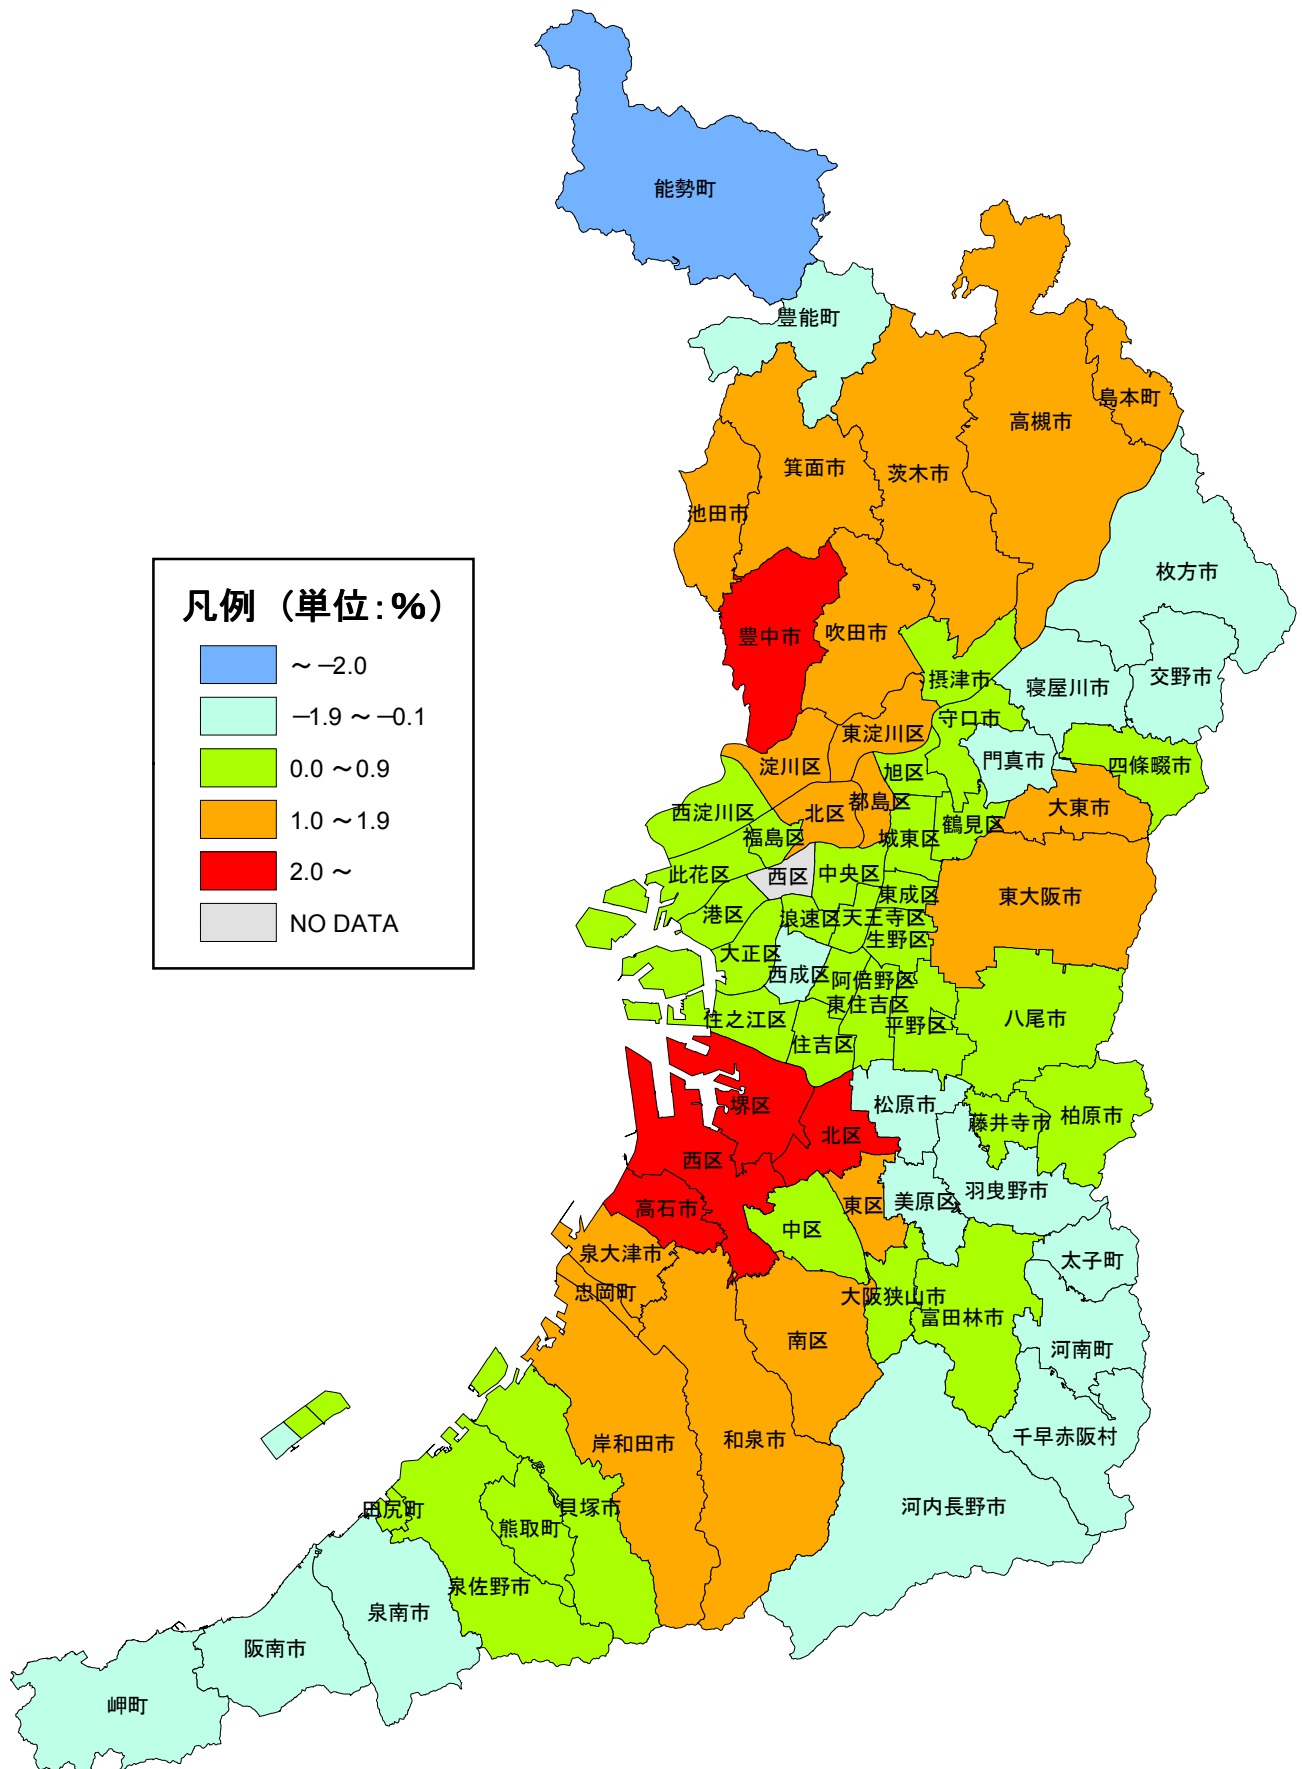 能勢町
豊能町
島本町
高槻市
箕面市
茨木市
池田市
枚方市
凡例（単位：%）
～－2.0
－1.9～－0.1
0.0～0.9
1.0～1.9
2.0～
NO DATA
豊中市
吹田市
摂津市
寝屋川市
交野市
守口市
東淀川区
淀川区
旭区
門真市
四條畷市
西淀川区
北区
都島区
大東市
福島区
城東区
鶴見区
此花区
西区
中央区
東成区
東大阪市
港区
浪速区
天王寺区
生野区
大正区
西成区
阿倍野区
東住吉区
住之江区
平野区
八尾市
住吉区
堺区
松原市
北区
藤井寺市
柏原市
西区
高石市
東区
美原区
羽曳野市
中区
泉大津市
太子町
忠岡町
大阪狭山市
富田林市
南区
河南町
岸和田市
和泉市
千早赤阪村
田尻町
貝塚市
河内長野市
熊取町
泉佐野市
泉南市
阪南市
岬町